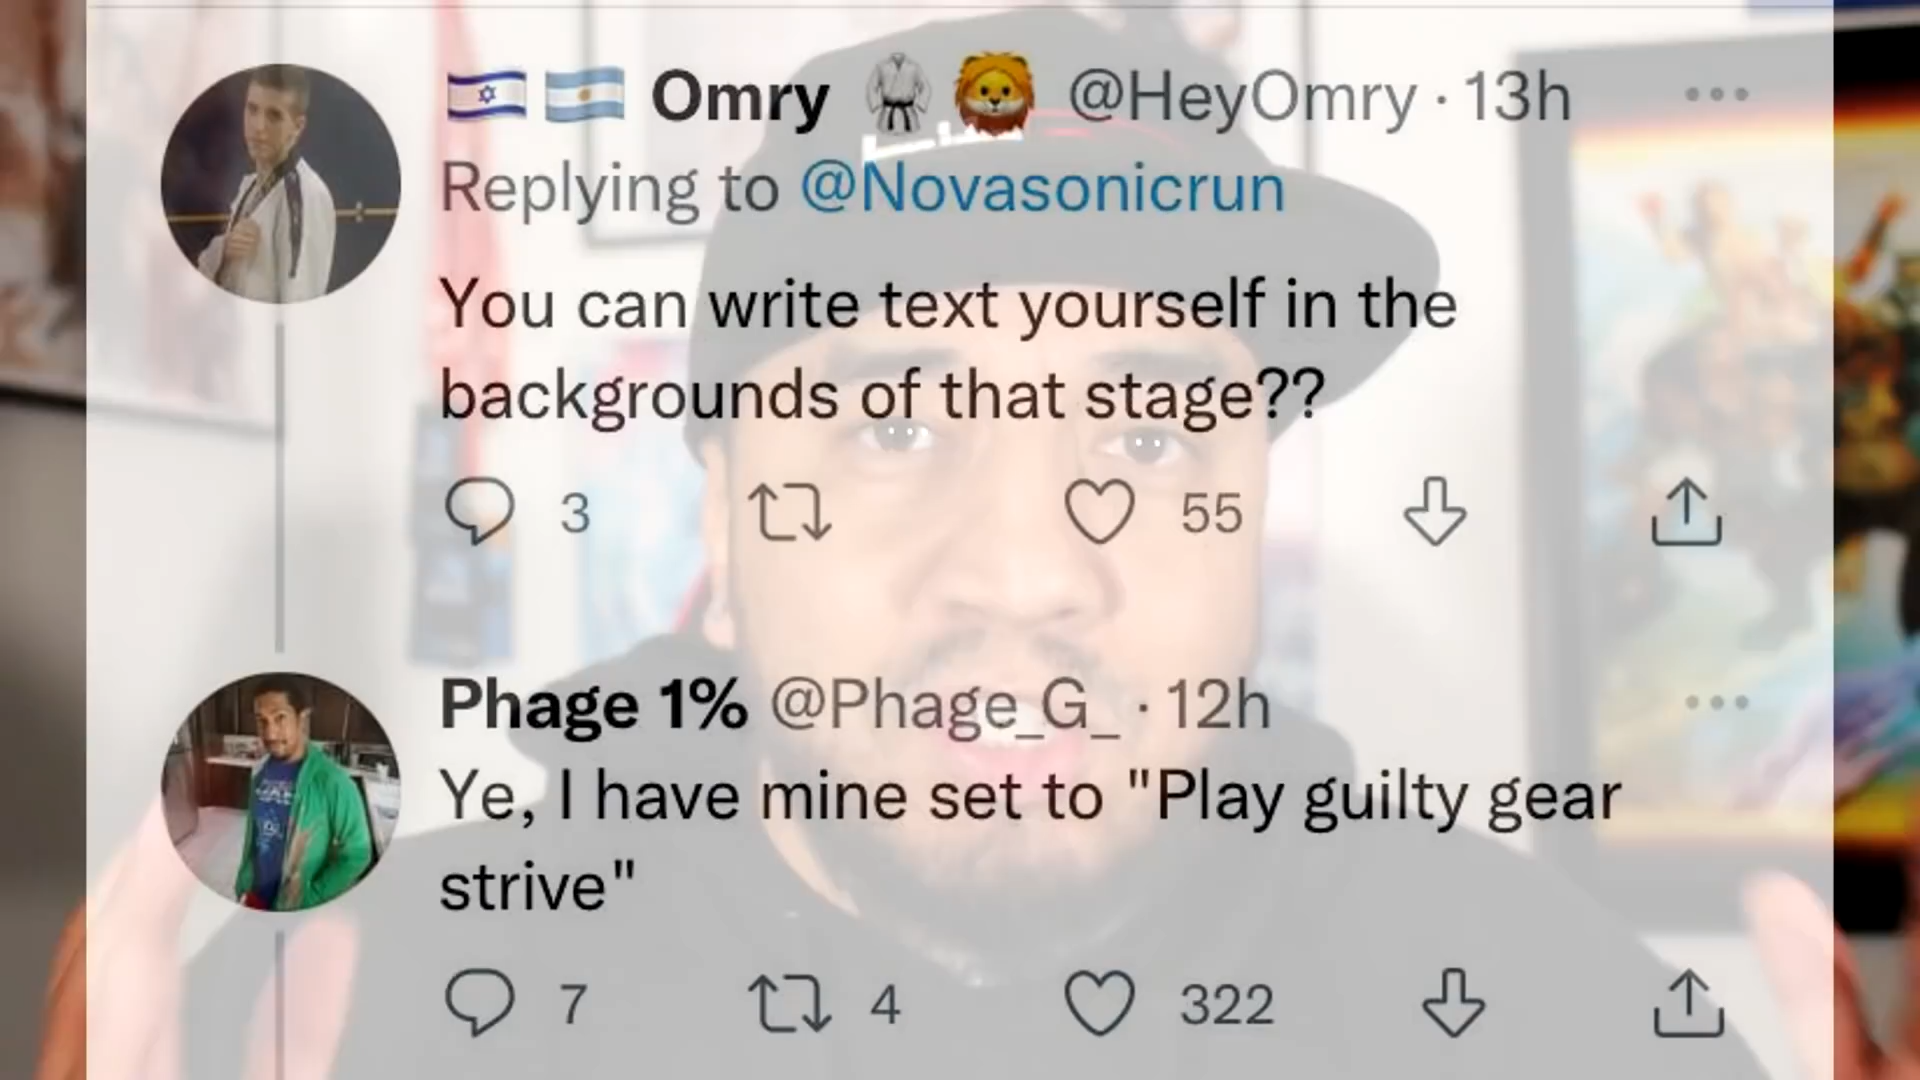 🇮🇱 🇦🇷 Omry 🥋 🦁 @HeyOmry · 13h
Replying to @Novasonicrun
You can write text yourself in the
backgrounds of that stage??
3 55
Phage 1% @Phage_G_ · 12h
Ye, I have mine set to "Play guilty gear
strive"
7 4 322